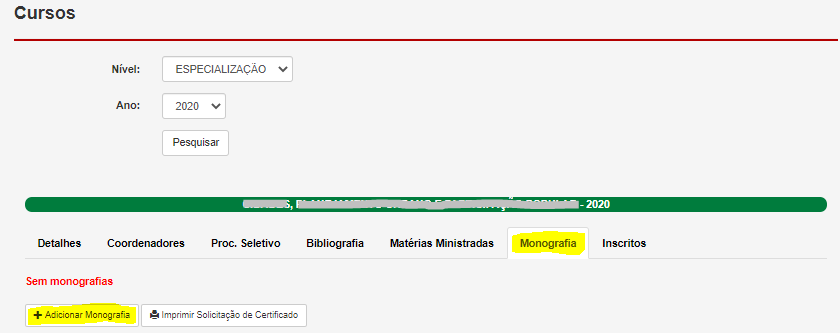 Cursos
Nível: ESPECIALIZAÇÃO
Ano: 2020
Pesquisar
- 2020
Detalhes Coordenadores Proc. Seletivo Bibliografia Matérias Ministradas Monografia Inscritos
Sem monografias
Adicionar Monografia Imprimir Solicitação de Certificado